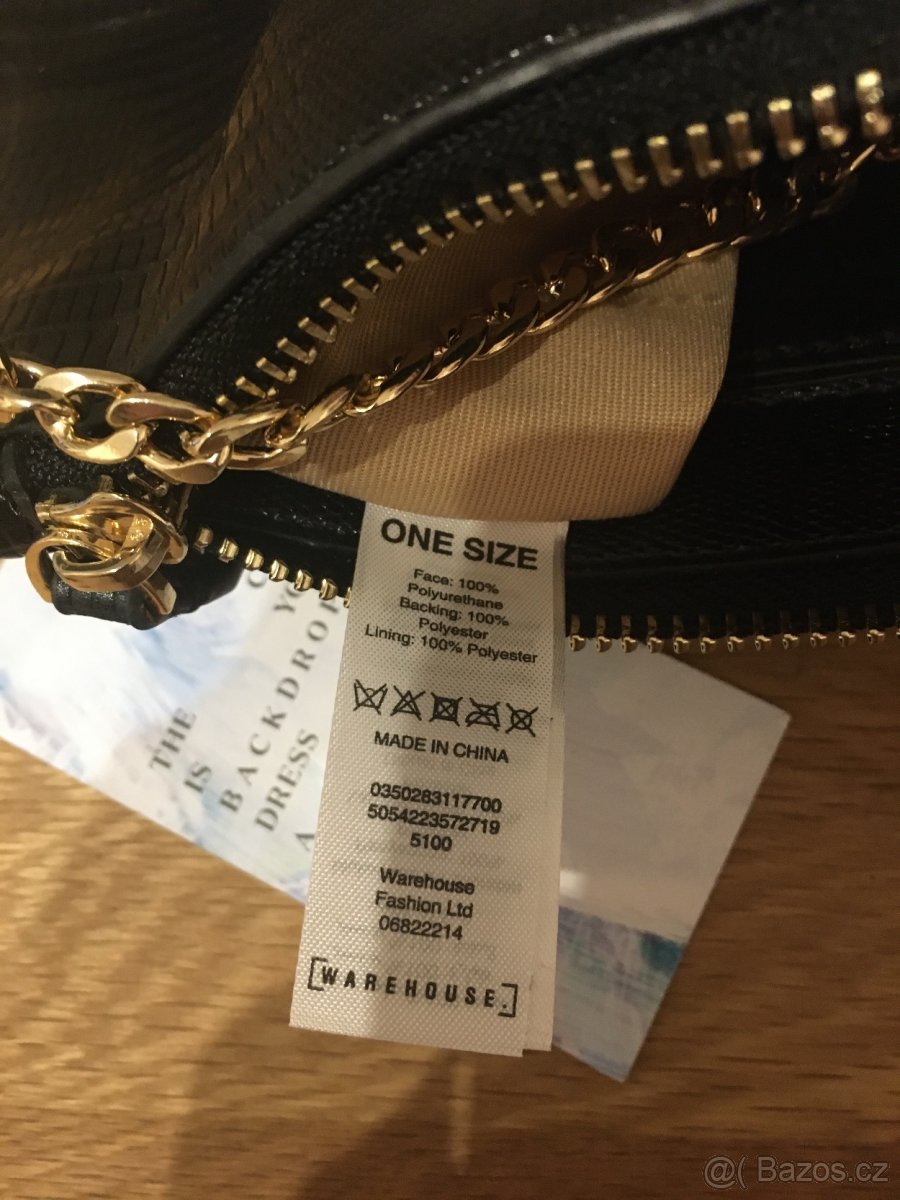 ONE SIZE
Face: 100%
Polyurethane
Backing: 100%
Polyester
Lining: 100% Polyester
MADE IN CHINA
0350283117700
5054223572719
5100
Warehouse
Fashion Ltd
06822214
[WAREHOUSE.]
THE
IS
BACKDROP
DRESS
A
@( Bazos.cz